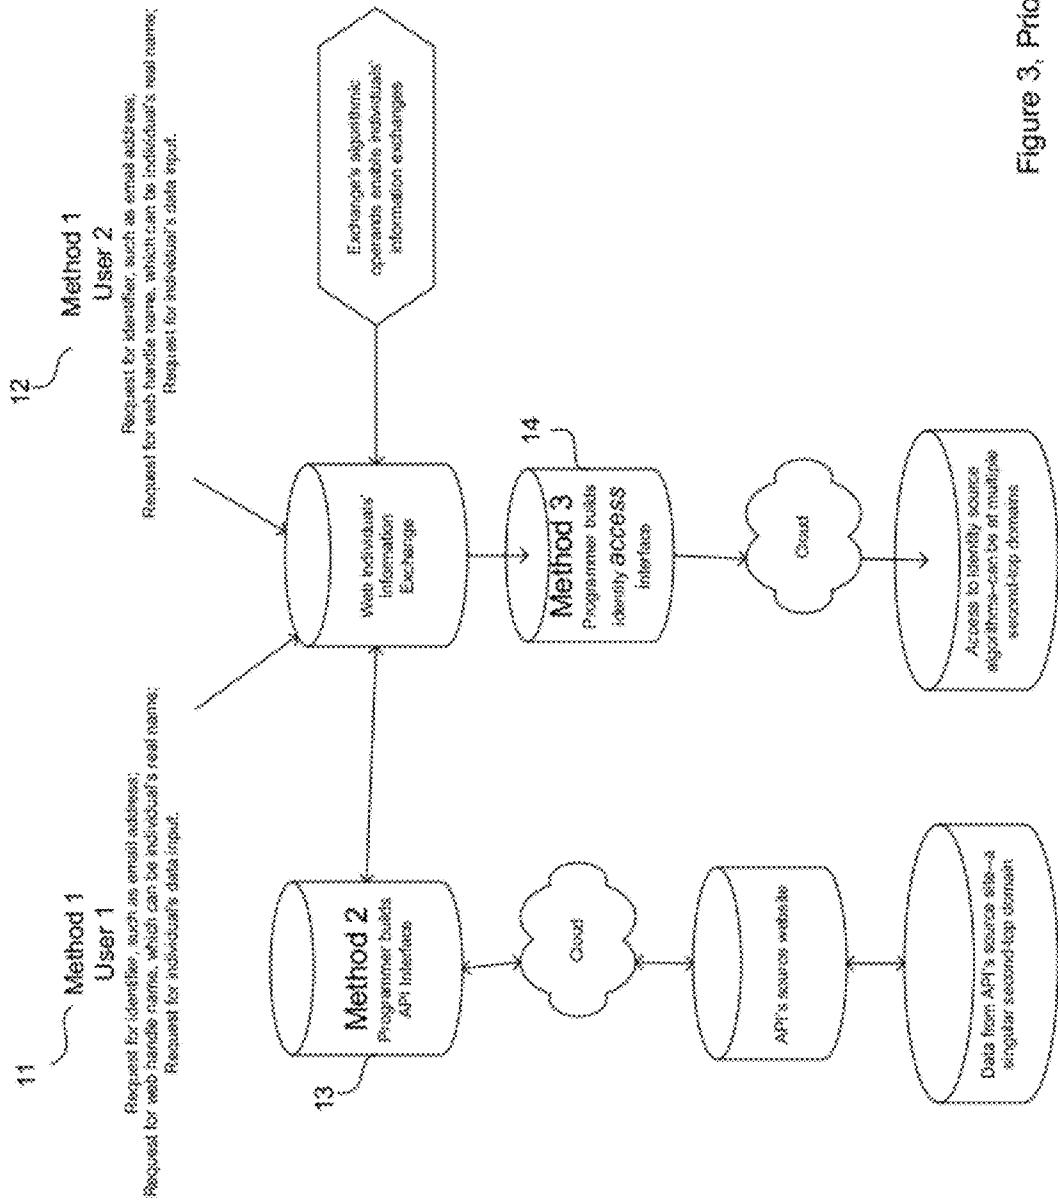 11
Method 1
User 1
Request for identifier, such as email address;
Request for web handle name, which can be individual's real name;
Request for individual's data input.
12
Method 1
User 2
Request for identifier, such as email address;
Request for web handle name, which can be individual's real name;
Request for individual's data input.
13
Method 2
Programmer builds
API Interface
Web Individuals'
Information
Exchange
Exchange's algorithmic
operands enable individuals'
information exchanges
Cloud
14
Method 3
Programmer builds
identity access
interface
API's source website
Cloud
Data from API's source site--a
singular second-top domain
Access to identity source
algorithms--can be at multiple
second-top domains
Figure 3, Prio